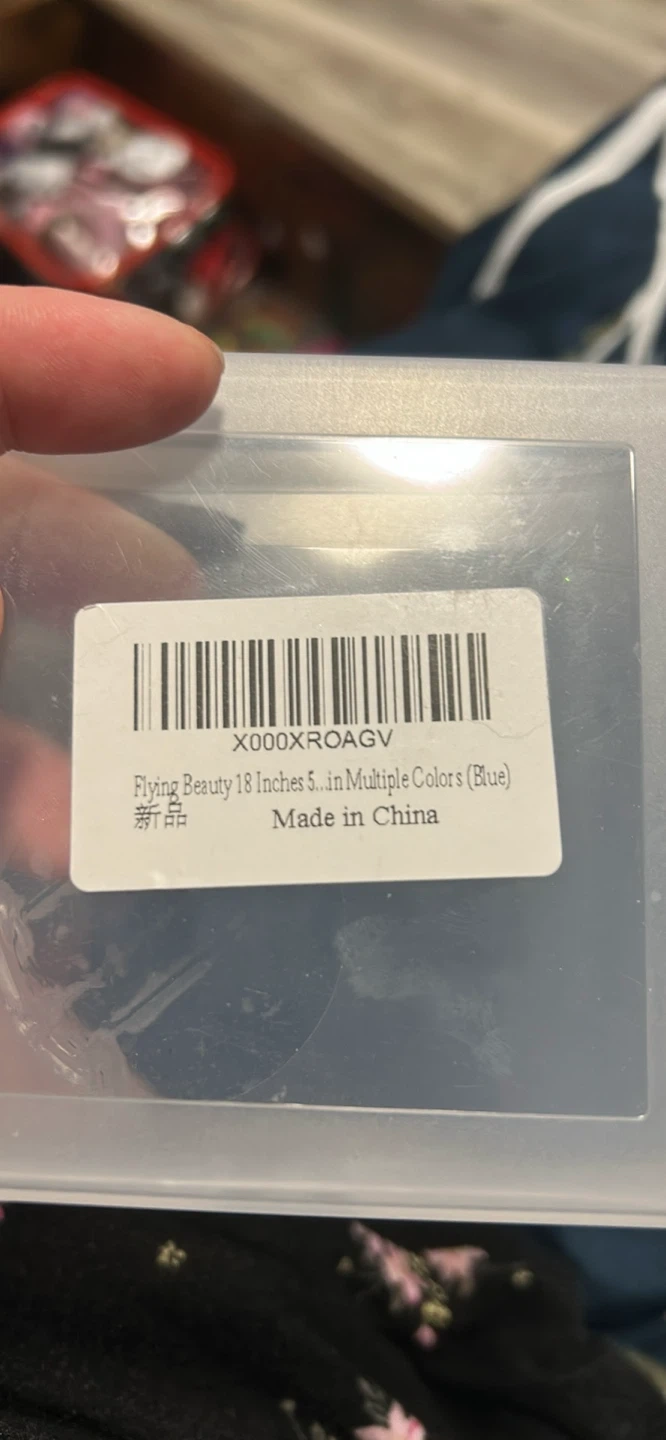 X000XROAGV
Flying Beauty 18 Inches 5...in Multiple Colors (Blue)
新品 Made in China